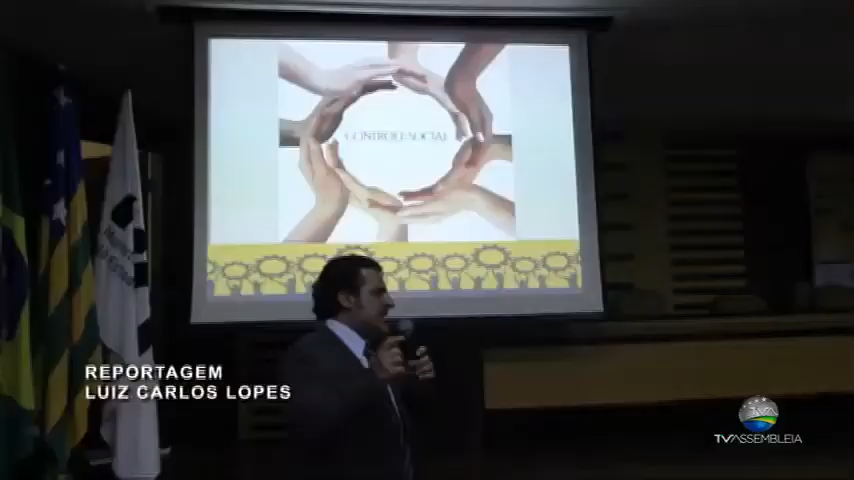 CONTROLE SOCIAL
REPORTAGEM
LUIZ CARLOS LOPES
TVASSEMBLEIA